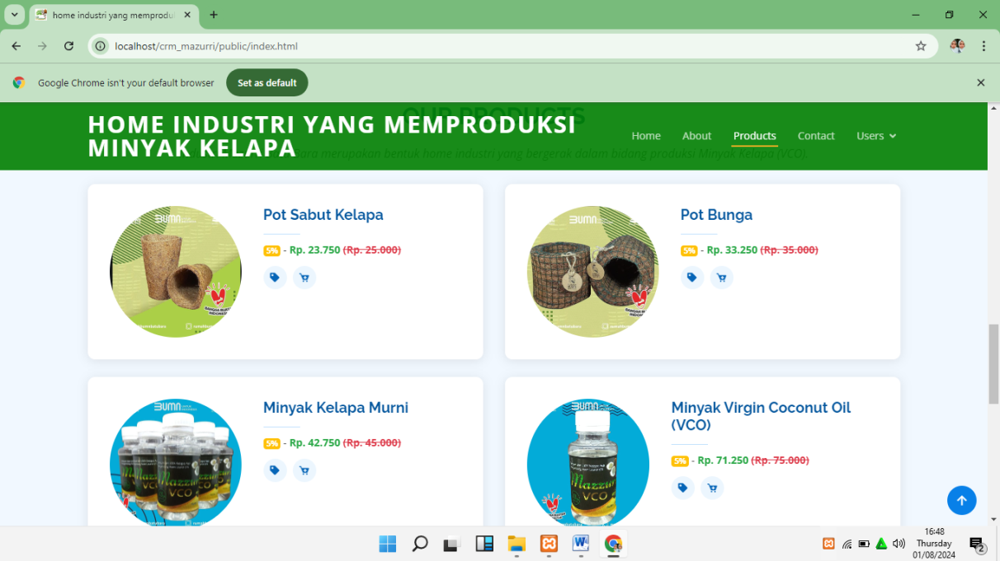 home industri yang memprodu
localhost/crm_mazurri/public/index.html
Google Chrome isn't your default browser
Set as default
OUR PRODUCTS
HOME INDUSTRI YANG MEMPRODUKSI
MINYAK KELAPA
Home About Products Contact Users
merupakan bentuk home industri yang bergerak dalam bidang produksi Minyak Kelapa (VCO).
BUMN
Pot Sabut Kelapa
5% - Rp. 23.750 (Rp. 25.000)
BUMN
Pot Bunga
5% - Rp. 33.250 (Rp. 35.000)
BUMN
Mazzur
VCO
Minyak Kelapa Murni
5% - Rp. 42.750 (Rp. 45.000)
BUMN
Mazzur
VCO
Minyak Virgin Coconut Oil
(VCO)
5% - Rp. 71.250 (Rp. 75.000)
16:48
Thursday
01/08/2024
2